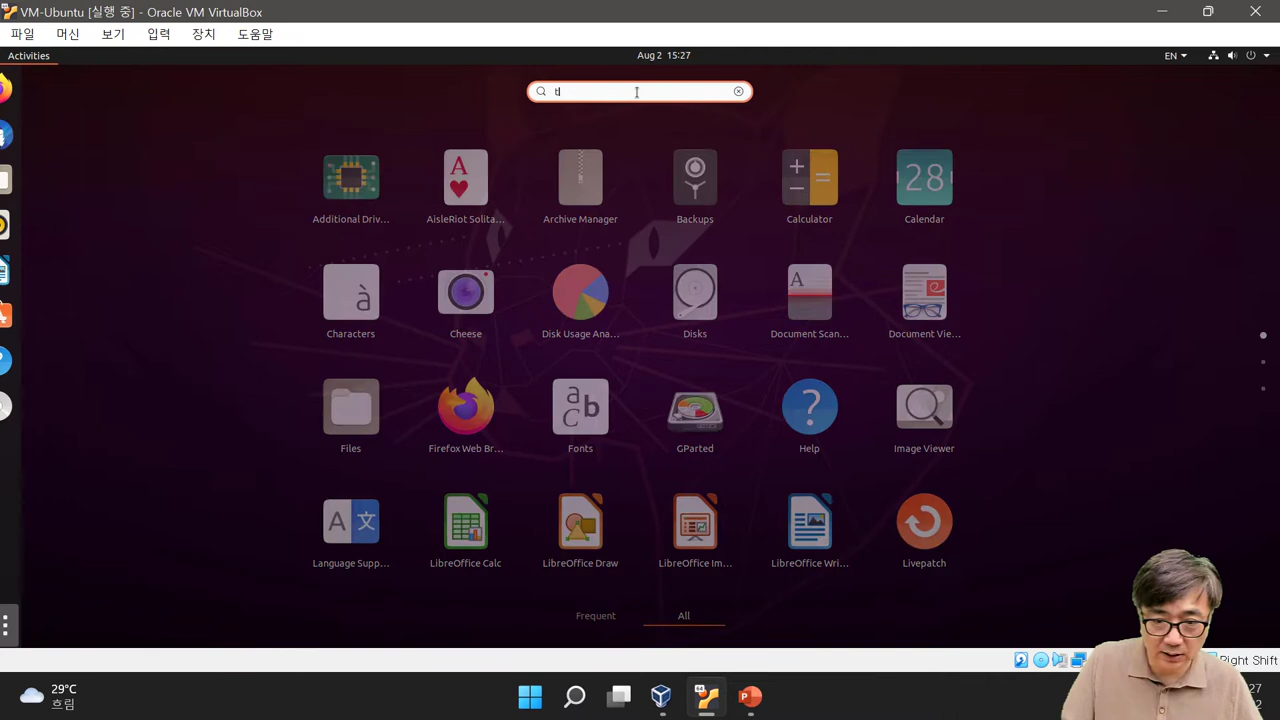 VM-Ubuntu [실행 중] - Oracle VM VirtualBox
파일 머신 보기 입력 장치 도움말
Activities
Aug 2 15:27
EN
t
Additional Driv...
AisleRiot Solita...
Archive Manager
Backups
Calculator
28
Calendar
Characters
Cheese
Disk Usage Ana...
Disks
Document Scan...
Document Vie...
Files
Firefox Web Br...
Fonts
GParted
Help
Image Viewer
Language Supp...
LibreOffice Calc
LibreOffice Draw
LibreOffice Im...
LibreOffice Wri...
Livepatch
Frequent
All
Right Shift
29°C
흐림